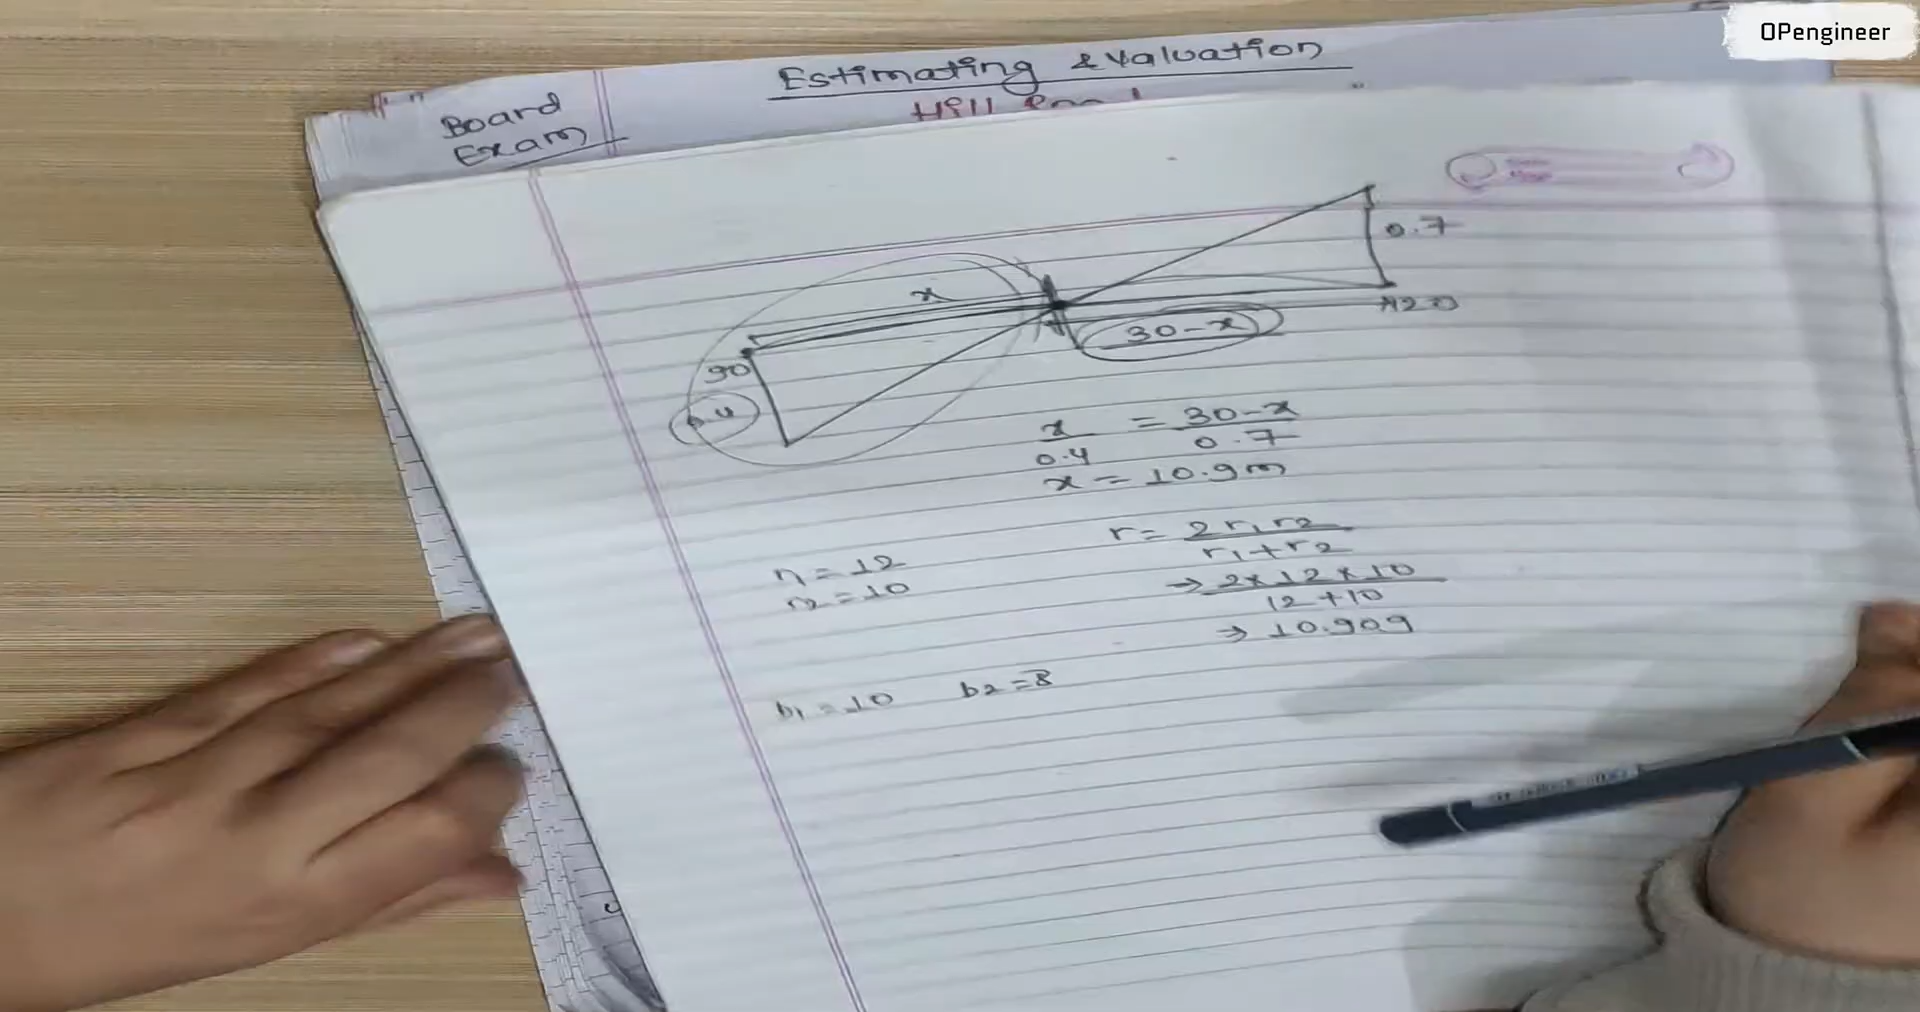 OPengineer
Estimating & Valuation
Board
Exam
Hill
0.7
x
120
30-x
90
0.4
x/0.4 = 30-x/0.7
x = 10.9m
r = 2r1r2/r1+r2
r1 = 12
r2 = 10
→ 2x12x10/12+10
→ 10.909
b1 = 10 b2 = 8